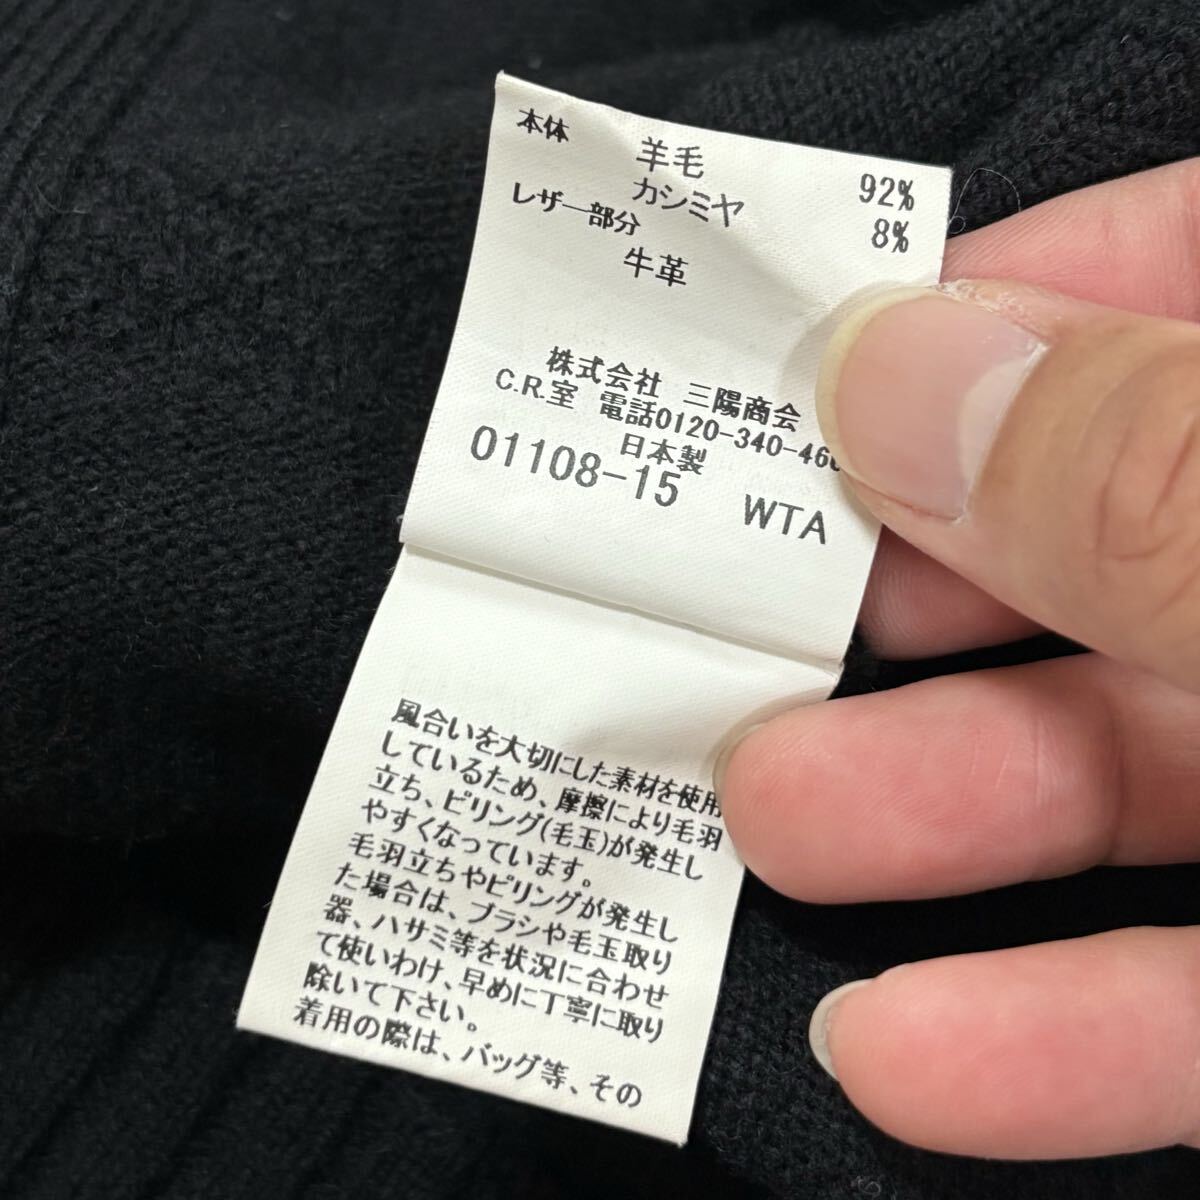 本体 羊毛 92%
カシミヤ 8%
レザー部分
牛革
株式会社 三陽商会
C.R.室 電話0120-340-46
日本製
01108-15 WTA
風合いを大切にした素材を使用
しているため、摩擦により毛羽
立ち、ピリング(毛玉)が発生し
やすくなっています。
毛羽立ちやピリングが発生し
た場合は、ブラシや毛玉取り
器、ハサミ等を状況に合わせ
て使いわけ、早めに丁寧に取り
除いて下さい。
着用の際は、バッグ等、その